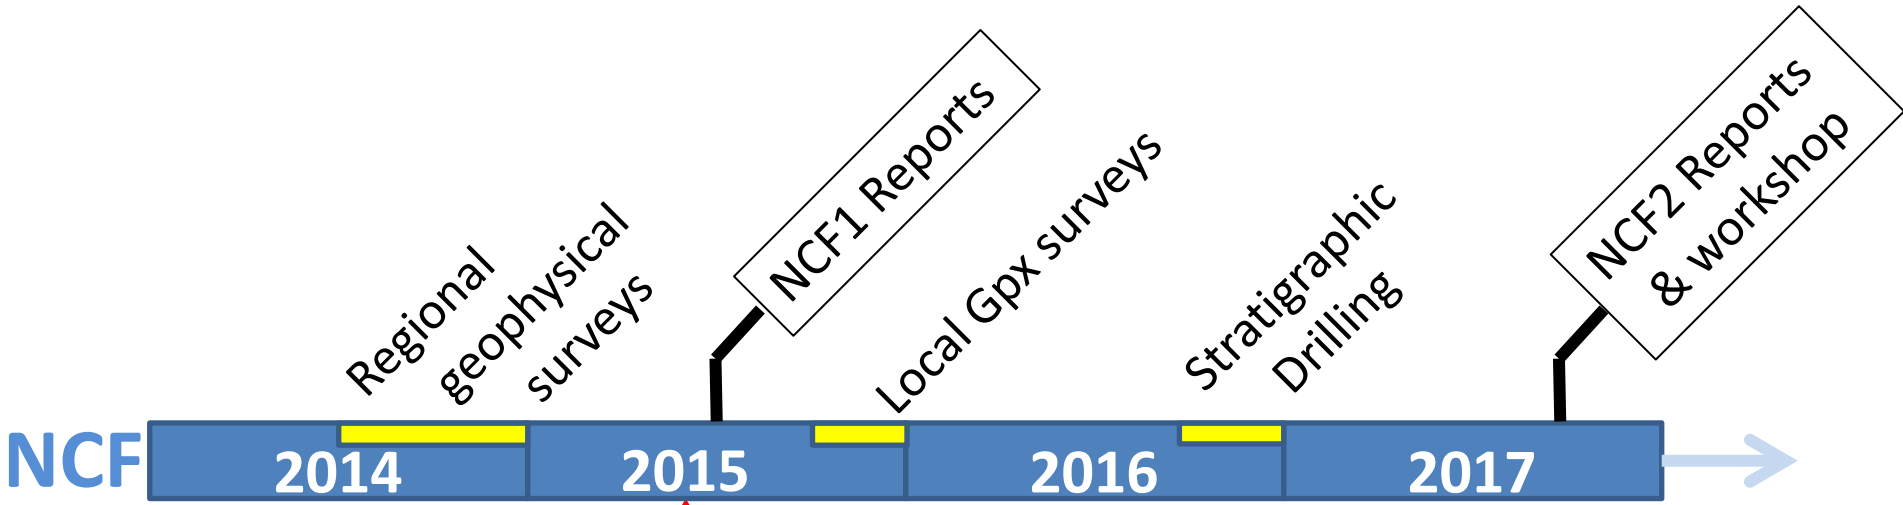 Regional
geophysical
surveys
NCF1 Reports
Local Gpx surveys
Stratigraphic
Drilling
NCF2 Reports
& workshop
NCF
2014
2015
2016
2017